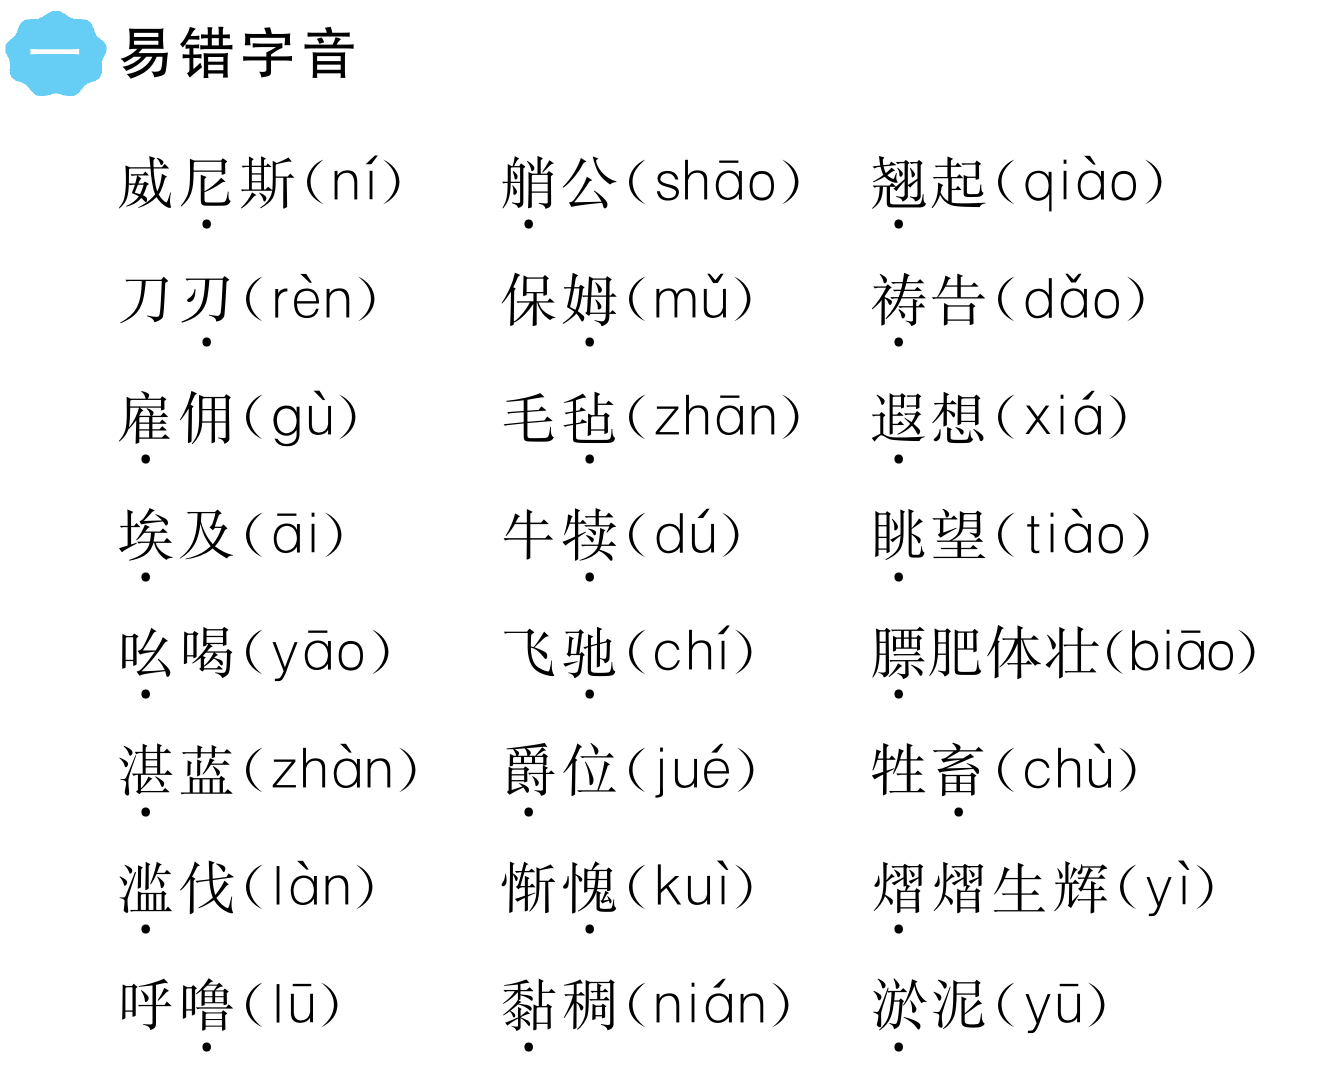 一 易错字音
威尼斯(ní) 艄公(shāo) 翘起(qiào)
刀刃(rèn) 保姆(mǔ) 祷告(dǎo)
雇佣(gù) 毛毡(zhān) 遐想(xiá)
埃及(āi) 牛犊(dú) 眺望(tiào)
吆喝(yāo) 飞驰(chí) 膘肥体壮(biāo)
湛蓝(zhàn) 爵位(jué) 牲畜(chù)
滥伐(làn) 惭愧(kuì) 熠熠生辉(yì)
呼噜(lū) 黏稠(nián) 淤泥(yū)